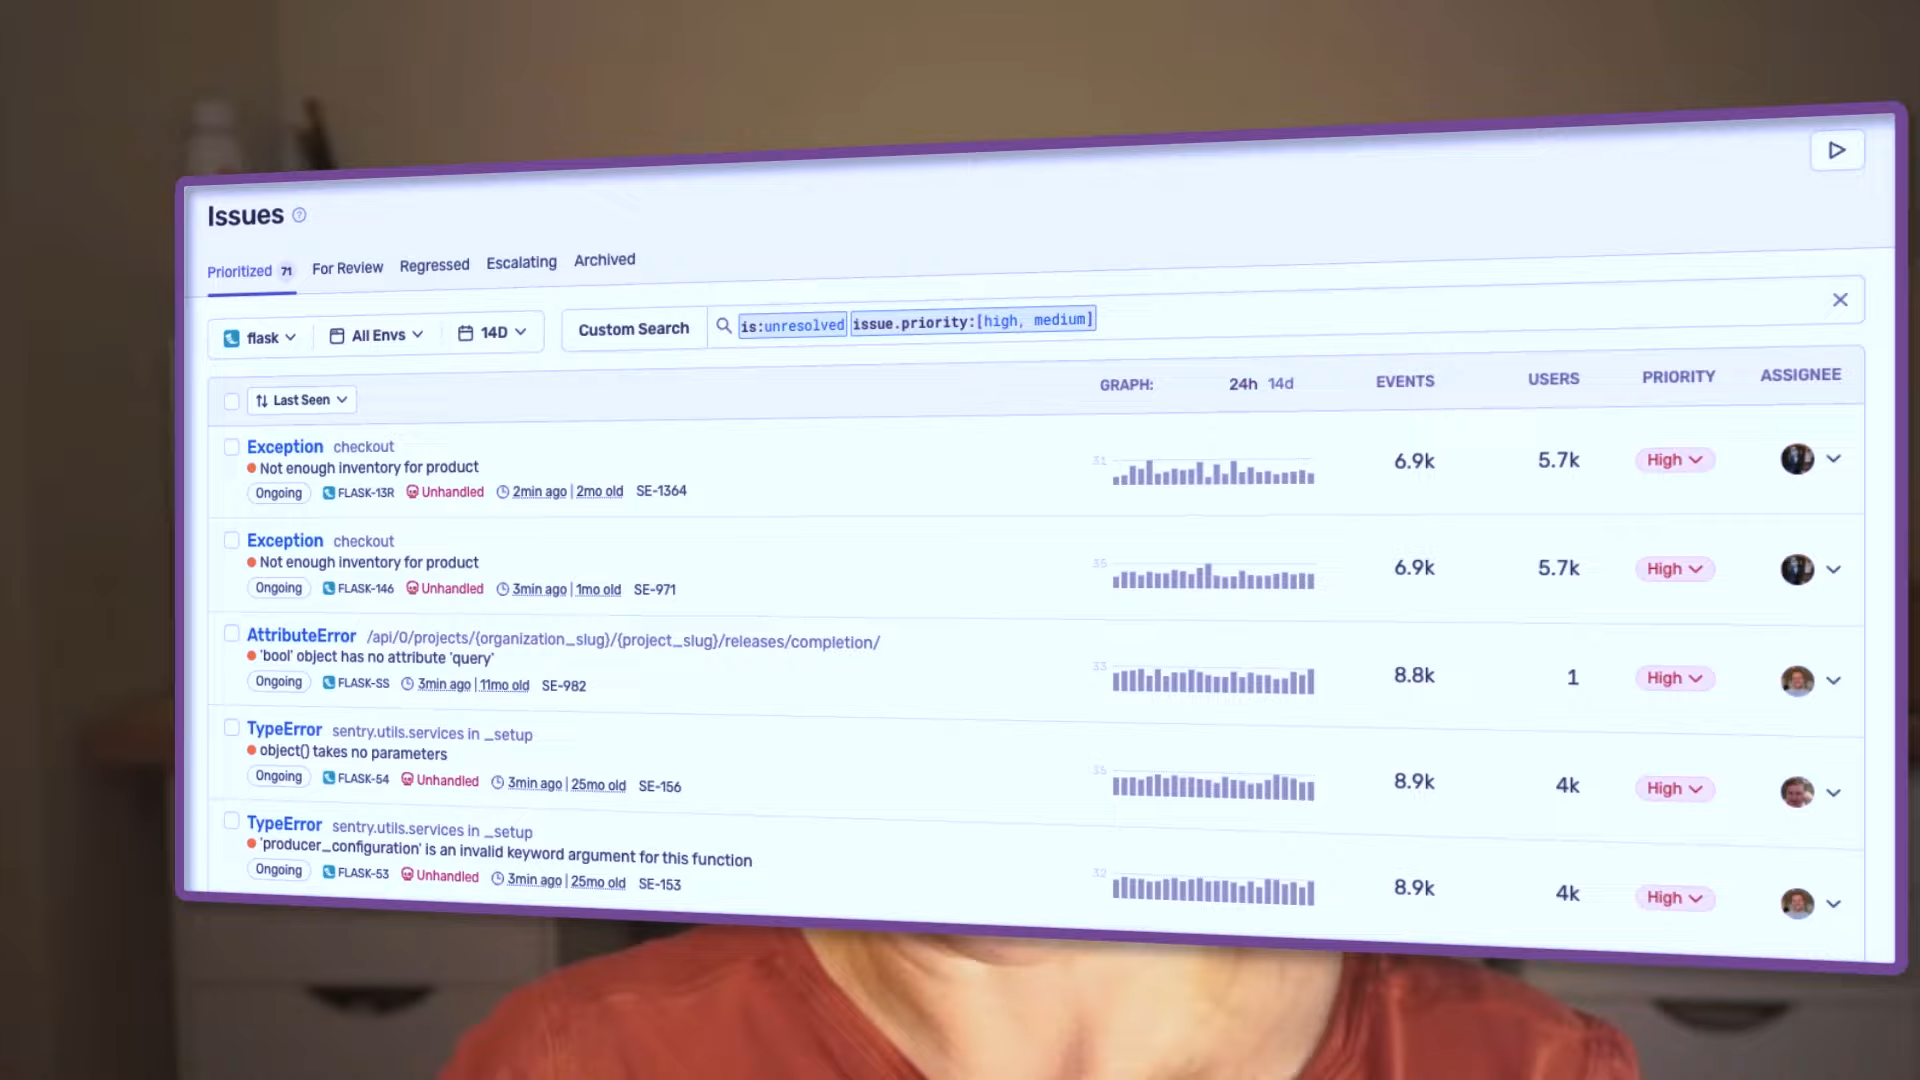 Issues
Prioritized 71 For Review Regressed Escalating Archived
flask All Envs 14D Custom Search is:unresolved issue.priority:[high, medium]
Last Seen GRAPH: 24h 14d EVENTS USERS PRIORITY ASSIGNEE
Exception checkout
Not enough inventory for product
Ongoing FLASK-13R Unhandled 2min ago | 2mo old SE-1364
31 6.9k 5.7k High
Exception checkout
Not enough inventory for product
Ongoing FLASK-146 Unhandled 3min ago | 1mo old SE-971
35 6.9k 5.7k High
AttributeError /api/0/projects/{organization_slug}/{project_slug}/releases/completion/
'bool' object has no attribute 'query'
Ongoing FLASK-SS 3min ago | 11mo old SE-982
33 8.8k 1 High
TypeError sentry.utils.services in _setup
object() takes no parameters
Ongoing FLASK-54 Unhandled 3min ago | 25mo old SE-156
35 8.9k 4k High
TypeError sentry.utils.services in _setup
'producer_configuration' is an invalid keyword argument for this function
Ongoing FLASK-53 Unhandled 3min ago | 25mo old SE-153
32 8.9k 4k High